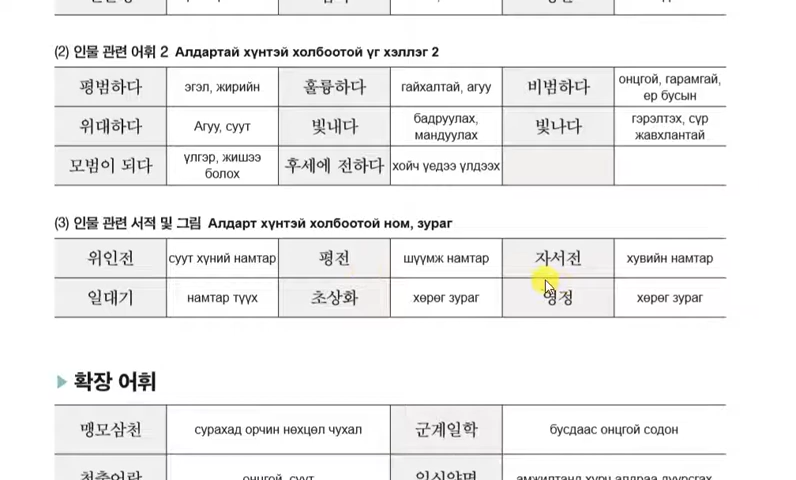 (2) 인물 관련 어휘 2 Алдартай хүнтэй холбоотой үг хэллэг 2
평범하다 эгэл, жирийн 훌륭하다 гайхалтай, агуу 비범하다 онцгой, гарамгай,
ер бусын
위대하다 Агуу, суут 빛내다 бадруулах,
мандуулах 빛나다 гэрэлтэх, сүр
жавхлантай
모범이 되다 үлгэр, жишээ
болох 후세에 전하다 хойч үедээ үлдээх
(3) 인물 관련 서적 및 그림 Алдарт хүнтэй холбоотой ном, зураг
위인전 суут хүний намтар 평전 шүүмж намтар 자서전 хувийн намтар
일대기 намтар түүх 초상화 хөрөг зураг 영정 хөрөг зураг
▶ 확장 어휘
맹모삼천 сурахад орчин нөхцөл чухал 군계일학 бусдаас онцгой содон
онцгой, суут